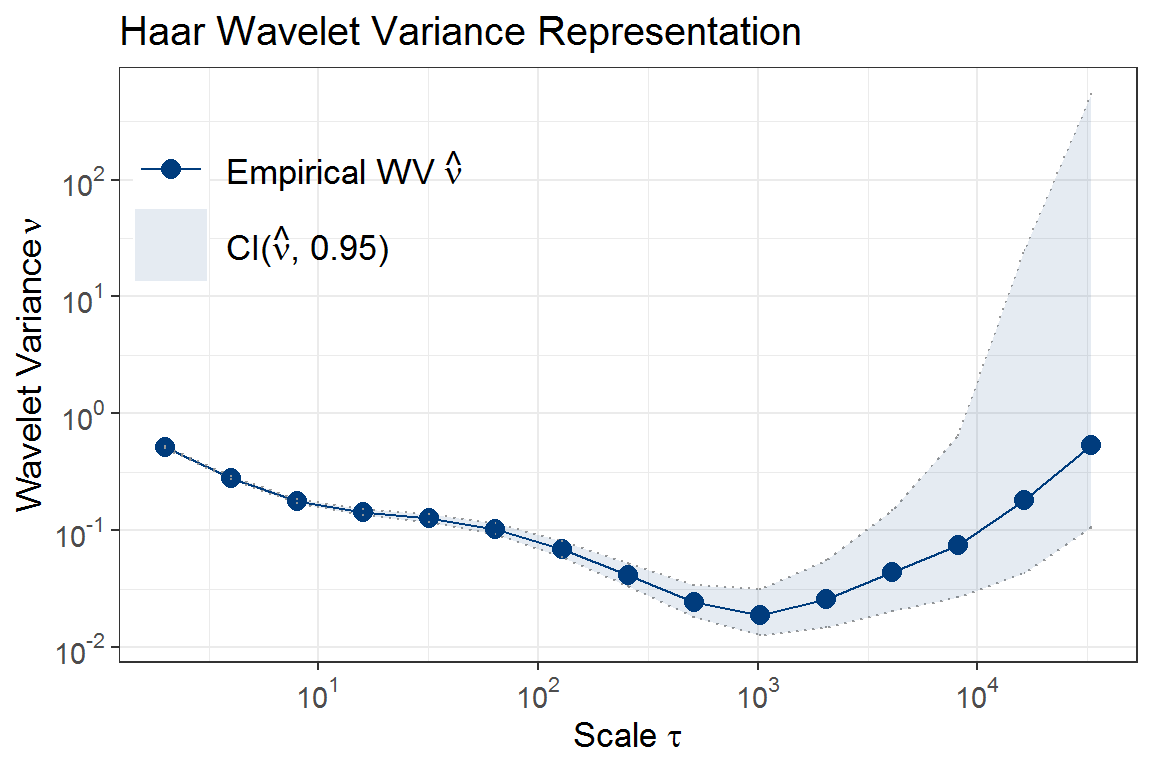 Haar Wavelet Variance Representation
Wavelet Variance ν
10²
10¹
10⁰
10⁻¹
10⁻²
Empirical WV ν̂
CI(ν̂, 0.95)
10¹ 10² 10³ 10⁴
Scale τ